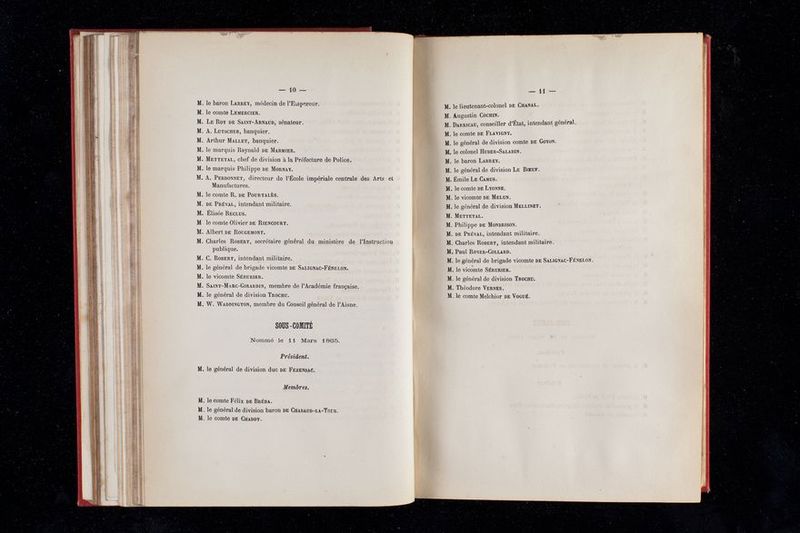 — 10 —
M. le baron LARREY, médecin de l'Empereur.
M. le comte LEMERCIER.
M. LE ROY DE SAINT-ARNAUD, sénateur.
M. A. LUTSCHER, banquier.
M. Arthur MALLET, banquier.
M. le marquis Raynald DE MARMIER.
M. METTETAL, chef de division à la Préfecture de Police.
M. le marquis Philippe DE MORNAY.
M. A. PERDONNET, directeur de l'École impériale centrale des Arts et
Manufactures.
M. le comte R. DE POURTALÈS.
M. DE PRÉVAL, intendant militaire.
M. Élisée RECLUS.
M. le comte Olivier DE RIENCOURT.
M. Albert DE ROUGEMONT.
M. Charles ROBERT, secrétaire général du ministère de l'Instruction
publique.
M. C. ROBERT, intendant militaire.
M. le général de brigade vicomte DE SALIGNAC-FÉNELON.
M. le vicomte SÉRURIER.
M. SAINT-MARC-GIRARDIN, membre de l'Académie française.
M. le général de division TROCHU.
M. W. WADDINGTON, membre du Conseil général de l'Aisne.
SOUS-COMITÉ
Nommé le 11 Mars 1865.
Président.
M. le général de division duc DE FEZENSAC.
Membres.
M. le comte Félix DE BRÉDA.
M. le général de division baron DE CHABAUD-LA-TOUR.
M. le comte DE CHABOT.
— 11 —
M. le lieutenant-colonel DE CHANAL.
M. Augustin COCHIN.
M. DARRICAU, conseiller d'État, intendant général.
M. le comte DE FLAVIGNY.
M. le général de division comte DE GOYON.
M. le colonel HUBER-SALADIN.
M. le baron LARREY.
M. le général de division LE BŒUF.
M. Émile LE CAMUS.
M. le comte DE LYONNE.
M. le vicomte DE MELUN.
M. le général de division MELLINET.
M. METTETAL.
M. Philippe DE MONBRISON.
M. DE PRÉVAL, intendant militaire.
M. Charles ROBERT, intendant militaire.
M. Paul ROYER-COLLARD.
M. le général de brigade vicomte DE SALIGNAC-FÉNELON.
M. le vicomte SÉRURIER.
M. le général de division TROCHU.
M. Théodore VERNES.
M. le comte Melchior DE VOGUÉ.